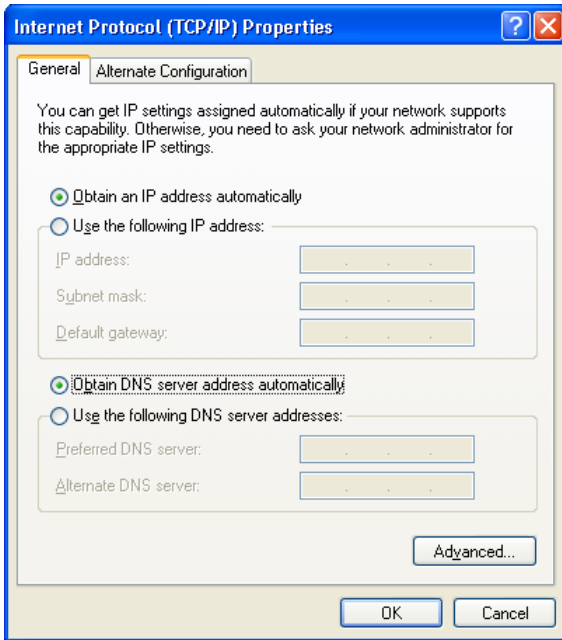 Internet Protocol (TCP/IP) Properties
General Alternate Configuration
You can get IP settings assigned automatically if your network supports
this capability. Otherwise, you need to ask your network administrator for
the appropriate IP settings.
Obtain an IP address automatically
Use the following IP address:
IP address:
Subnet mask:
Default gateway:
Obtain DNS server address automatically
Use the following DNS server addresses:
Preferred DNS server:
Alternate DNS server:
Advanced...
OK Cancel